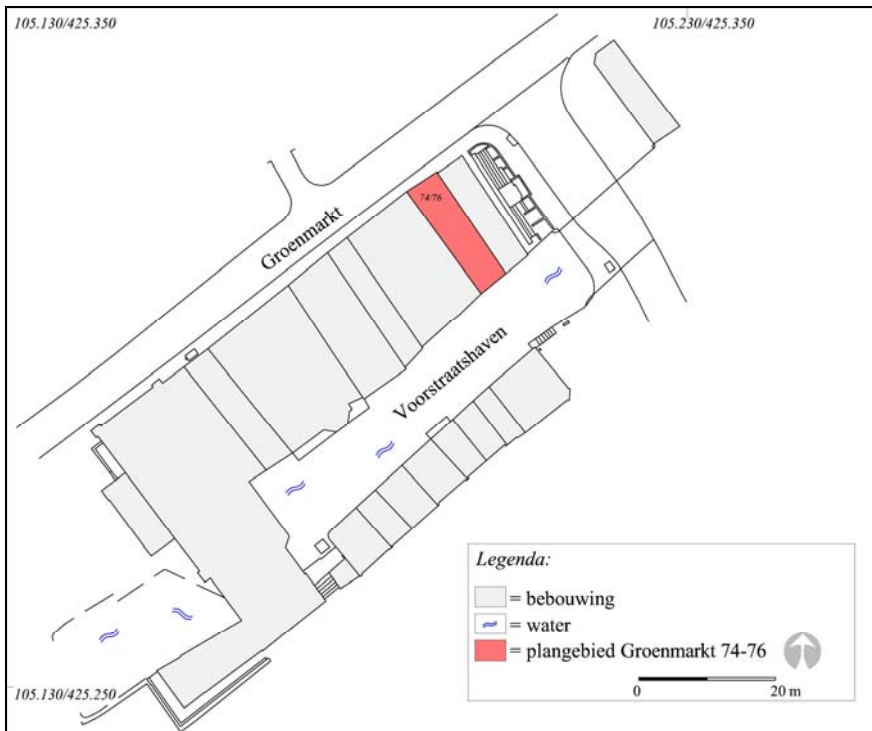 105.130/425.350
105.230/425.350
74/76
Groenmarkt
Voorstraatshaven
Legenda:
= bebouwing
= water
= plangebied Groenmarkt 74-76
0 20 m
105.130/425.250